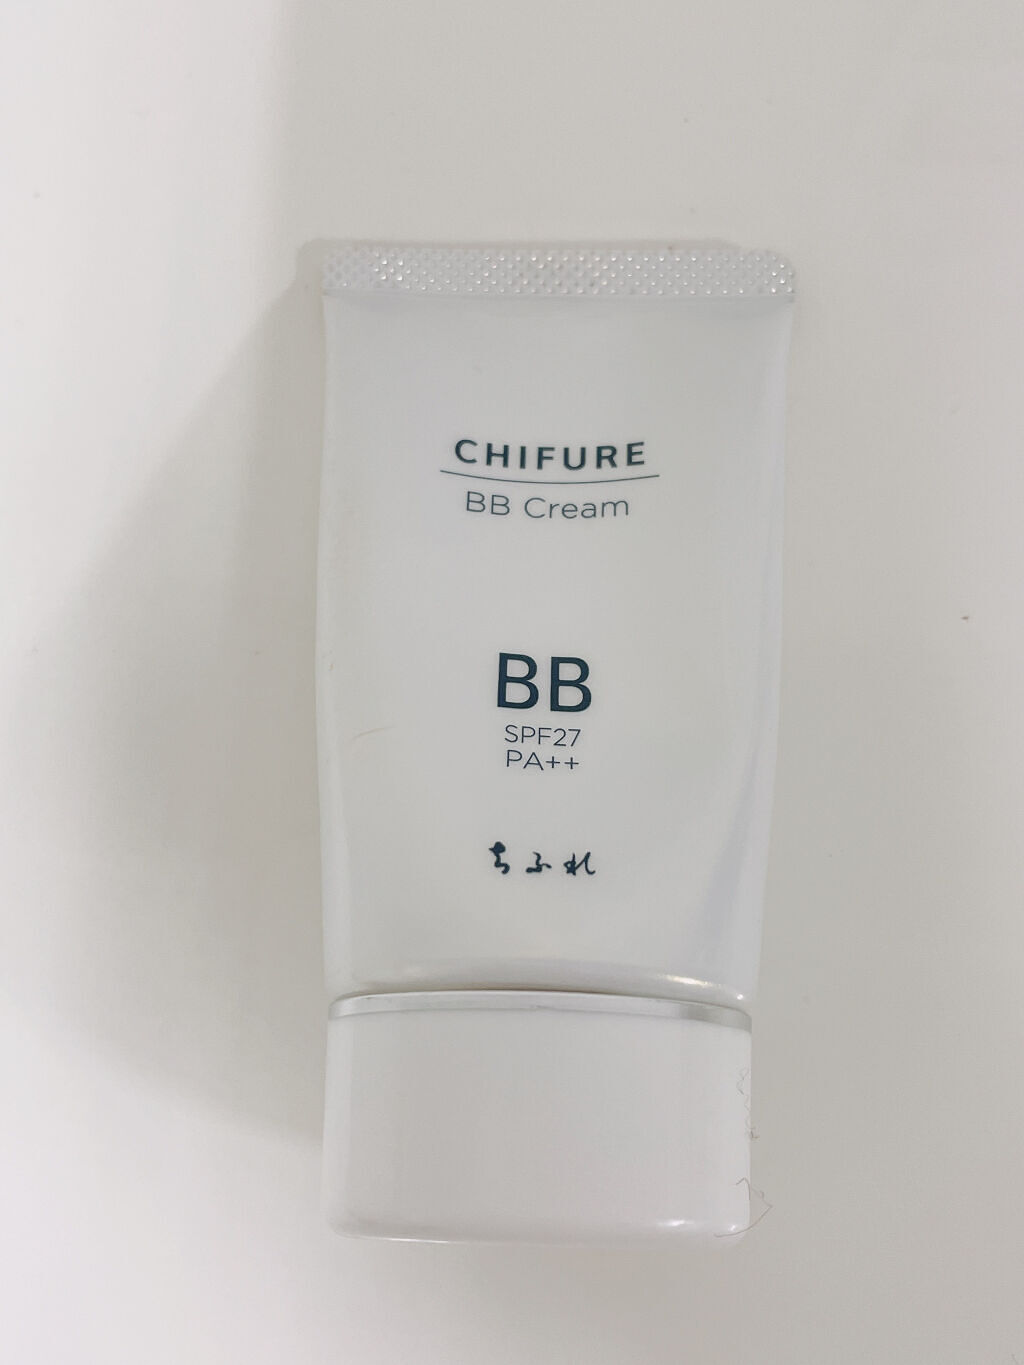 CHIFURE
BB Cream
BB
SPF27
PA++
ちふれ